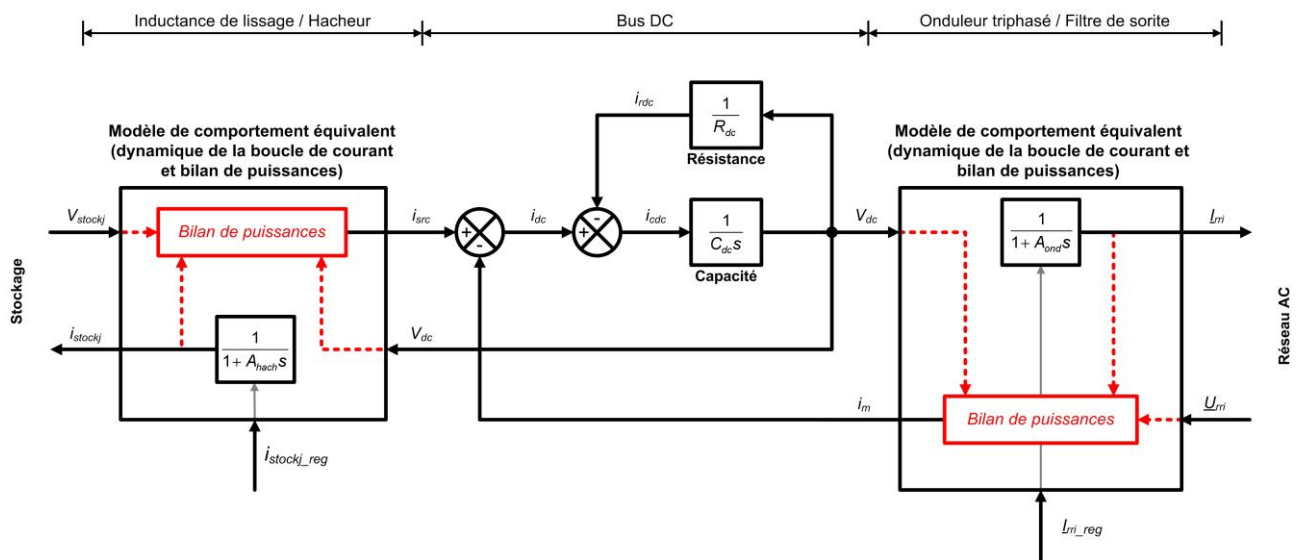 Inductance de lissage / Hacheur
Bus DC
Onduleur triphasé / Filtre de sorite
Modèle de comportement équivalent
(dynamique de la boucle de courant
et bilan de puissances)
i_rdc
1
R_dc
Résistance
Modèle de comportement équivalent
(dynamique de la boucle de courant et
bilan de puissances)
V_stockj
Bilan de puissances
i_src
+
-
i_dc
-
+
i_cdc
1
C_dc s
Capacité
V_dc
1
1+ A_ond s
I_rri
Stockage
Réseau AC
i_stockj
1
1+ A_hach s
V_dc
i_m
Bilan de puissances
U_rri
i_stockj_reg
I_rri_reg